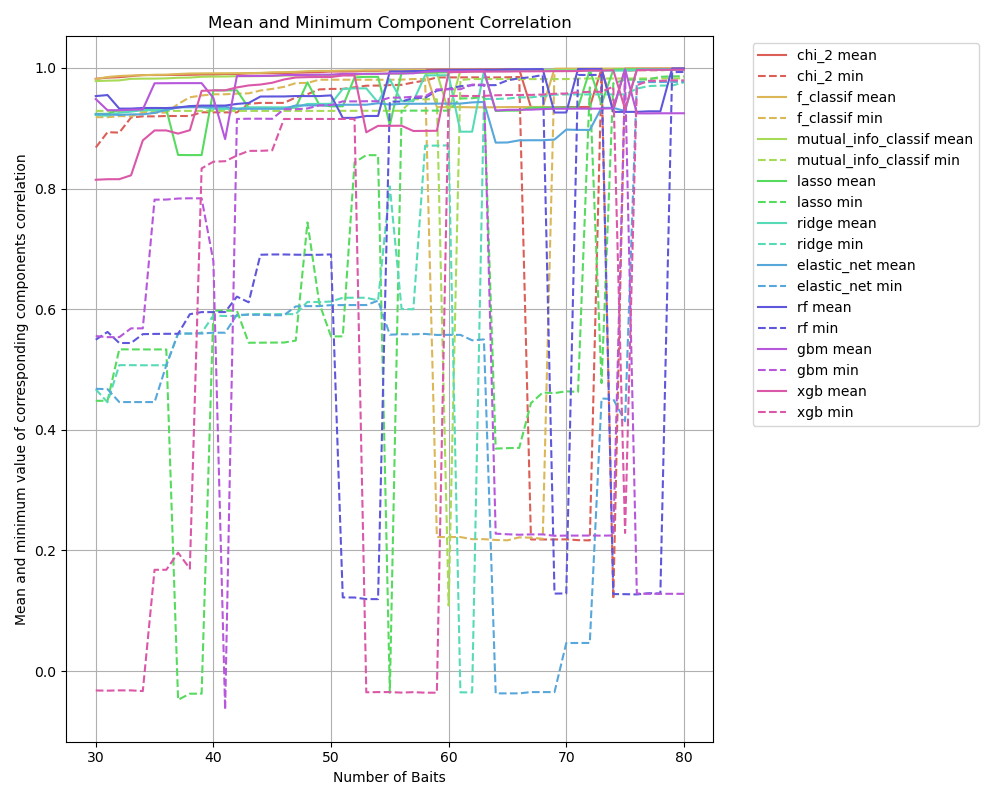 Mean and Minimum Component Correlation
Mean and minimum value of corresponding components correlation
1.0
0.8
0.6
0.4
0.2
0.0
30
40
50
60
70
80
Number of Baits
chi_2 mean
chi_2 min
f_classif mean
f_classif min
mutual_info_classif mean
mutual_info_classif min
lasso mean
lasso min
ridge mean
ridge min
elastic_net mean
elastic_net min
rf mean
rf min
gbm mean
gbm min
xgb mean
xgb min